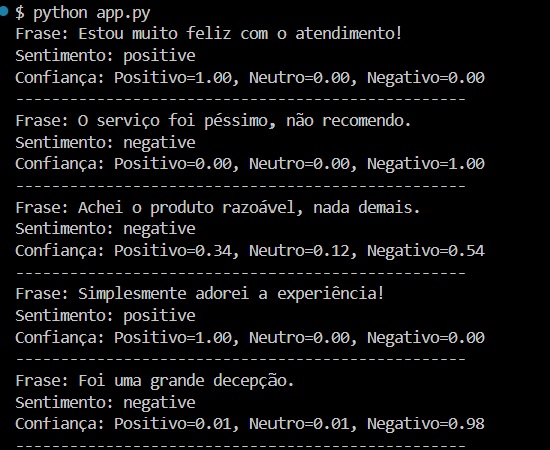 $ python app.py
Frase: Estou muito feliz com o atendimento!
Sentimento: positive
Confiança: Positivo=1.00, Neutro=0.00, Negativo=0.00
--------------------------------------------------
Frase: O serviço foi péssimo, não recomendo.
Sentimento: negative
Confiança: Positivo=0.00, Neutro=0.00, Negativo=1.00
--------------------------------------------------
Frase: Achei o produto razoável, nada demais.
Sentimento: negative
Confiança: Positivo=0.34, Neutro=0.12, Negativo=0.54
--------------------------------------------------
Frase: Simplesmente adorei a experiência!
Sentimento: positive
Confiança: Positivo=1.00, Neutro=0.00, Negativo=0.00
--------------------------------------------------
Frase: Foi uma grande decepção.
Sentimento: negative
Confiança: Positivo=0.01, Neutro=0.01, Negativo=0.98
--------------------------------------------------